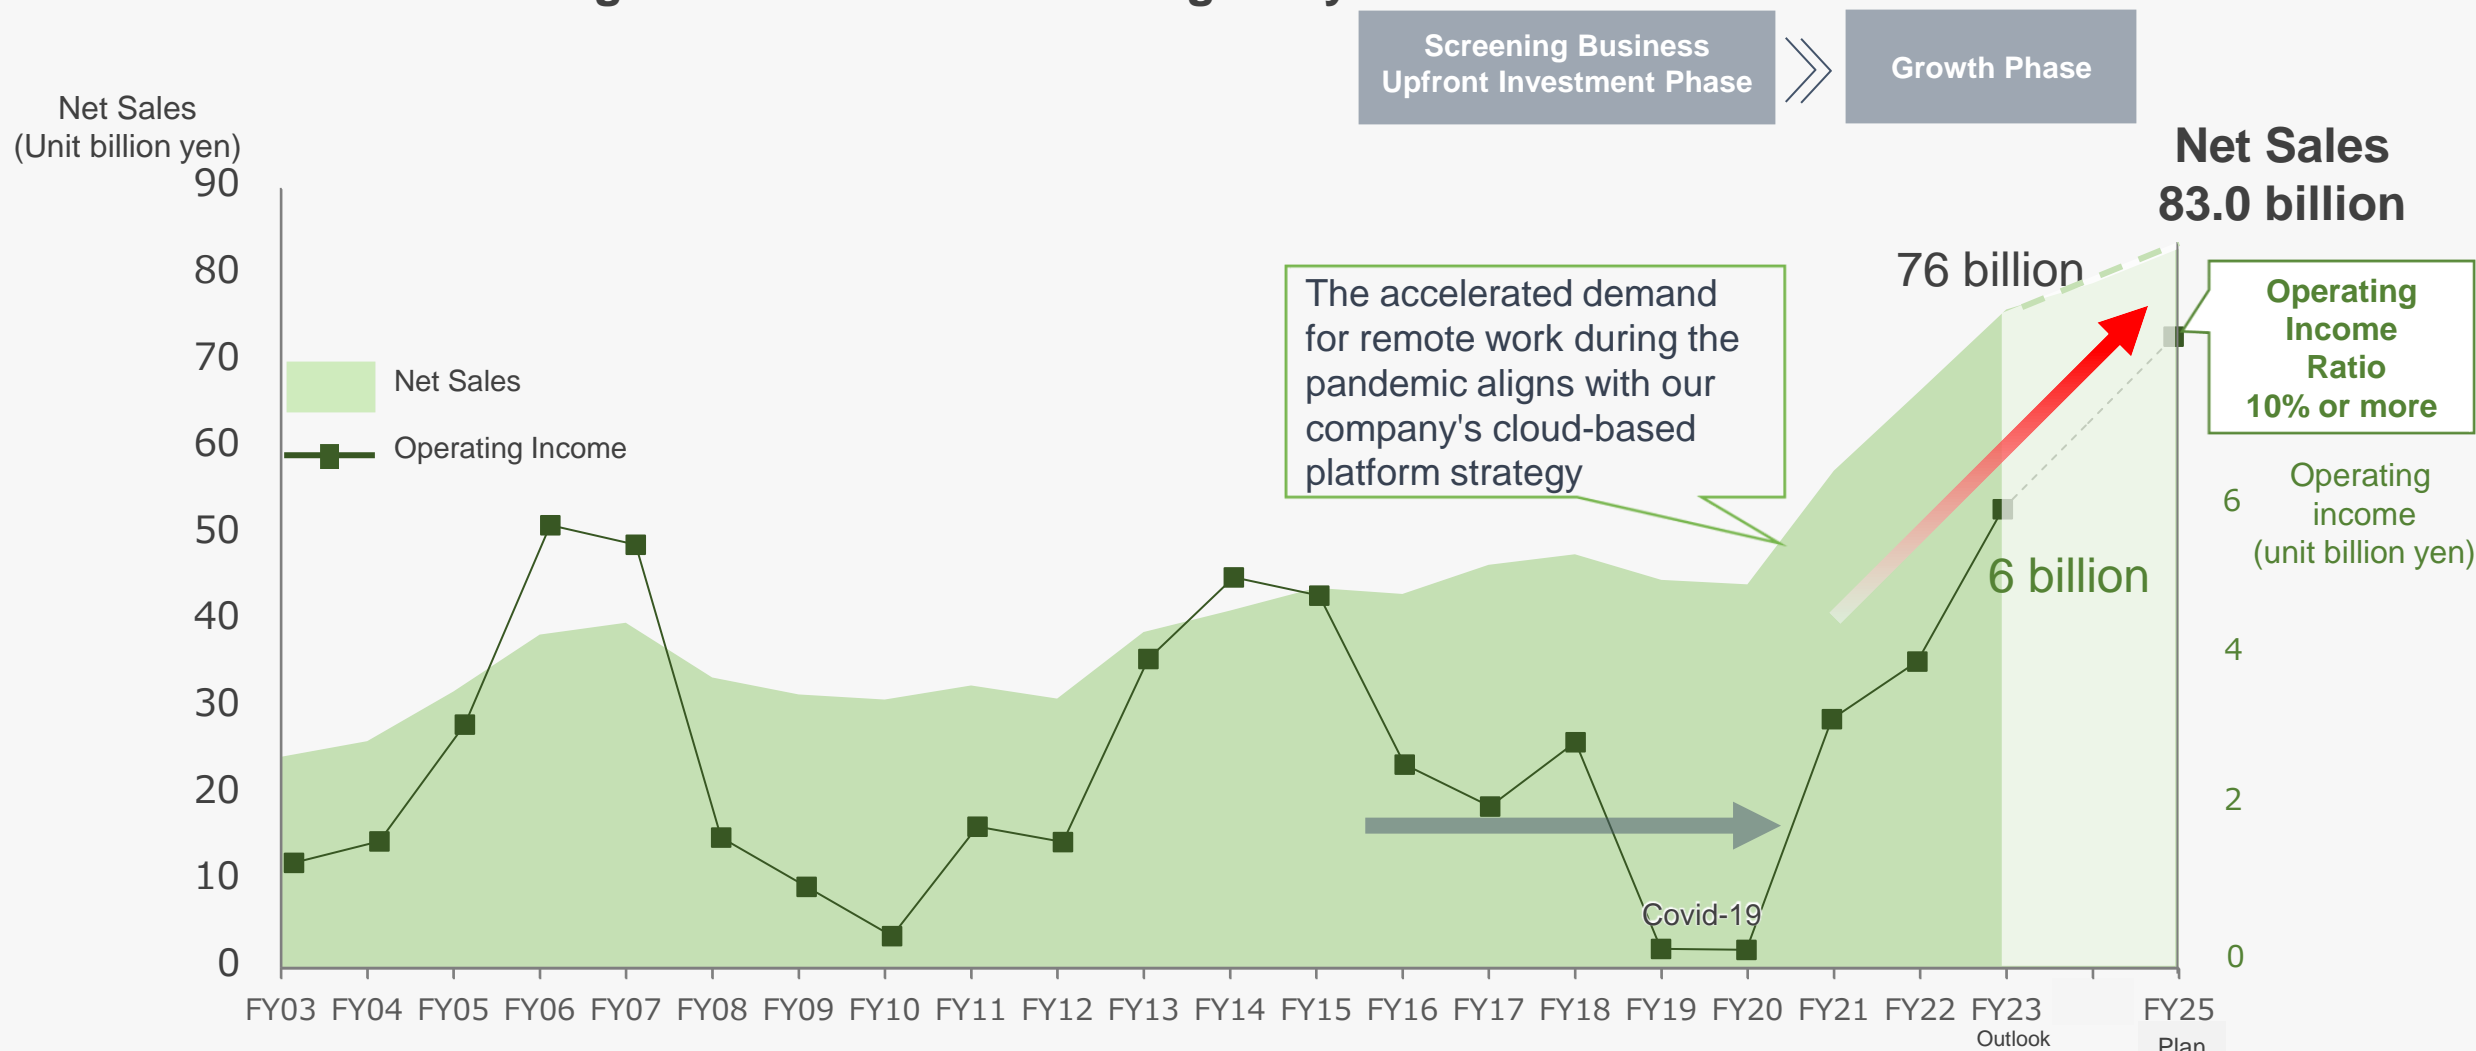 Screening Business
Upfront Investment Phase
Growth Phase
Net Sales
(Unit billion yen)
Net Sales
83.0 billion
76 billion
90
80
70
60
50
40
30
20
10
0
Net Sales
Operating Income
The accelerated demand
for remote work during the
pandemic aligns with our
company's cloud-based
platform strategy
Operating
Income
Ratio
10% or more
Operating
income
(unit billion yen)
6
4
2
0
6 billion
Covid-19
FY03 FY04 FY05 FY06 FY07 FY08 FY09 FY10 FY11 FY12 FY13 FY14 FY15 FY16 FY17 FY18 FY19 FY20 FY21 FY22 FY23 FY25
Outlook
Plan